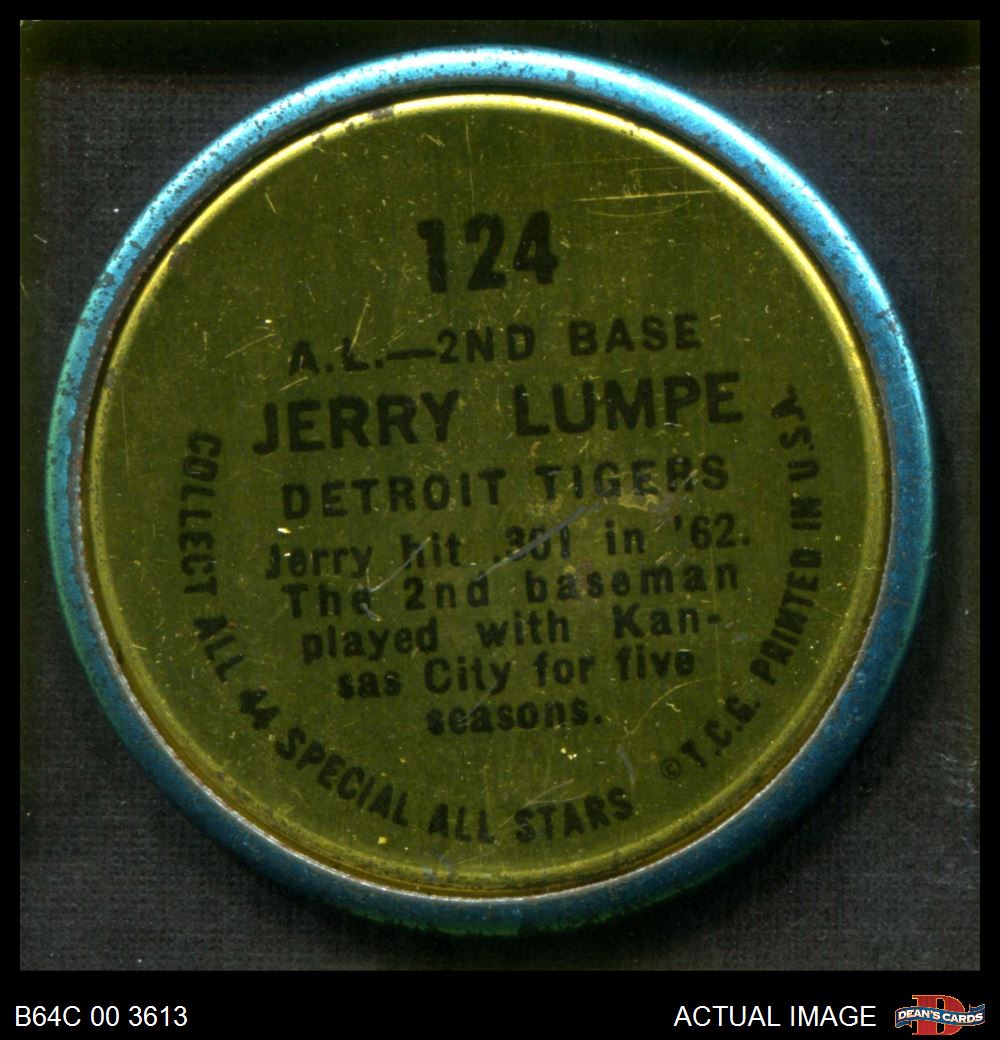 124
A.L.—2ND BASE
JERRY LUMPE
DETROIT TIGERS
Jerry hit .301 in '62.
The 2nd baseman
played with Kan-
sas City for five
seasons.
COLLECT ALL 44 SPECIAL ALL STARS
© T.C.G. PRINTED IN U.S.A.
B64C 00 3613
ACTUAL IMAGE
D
DEAN'S CARDS